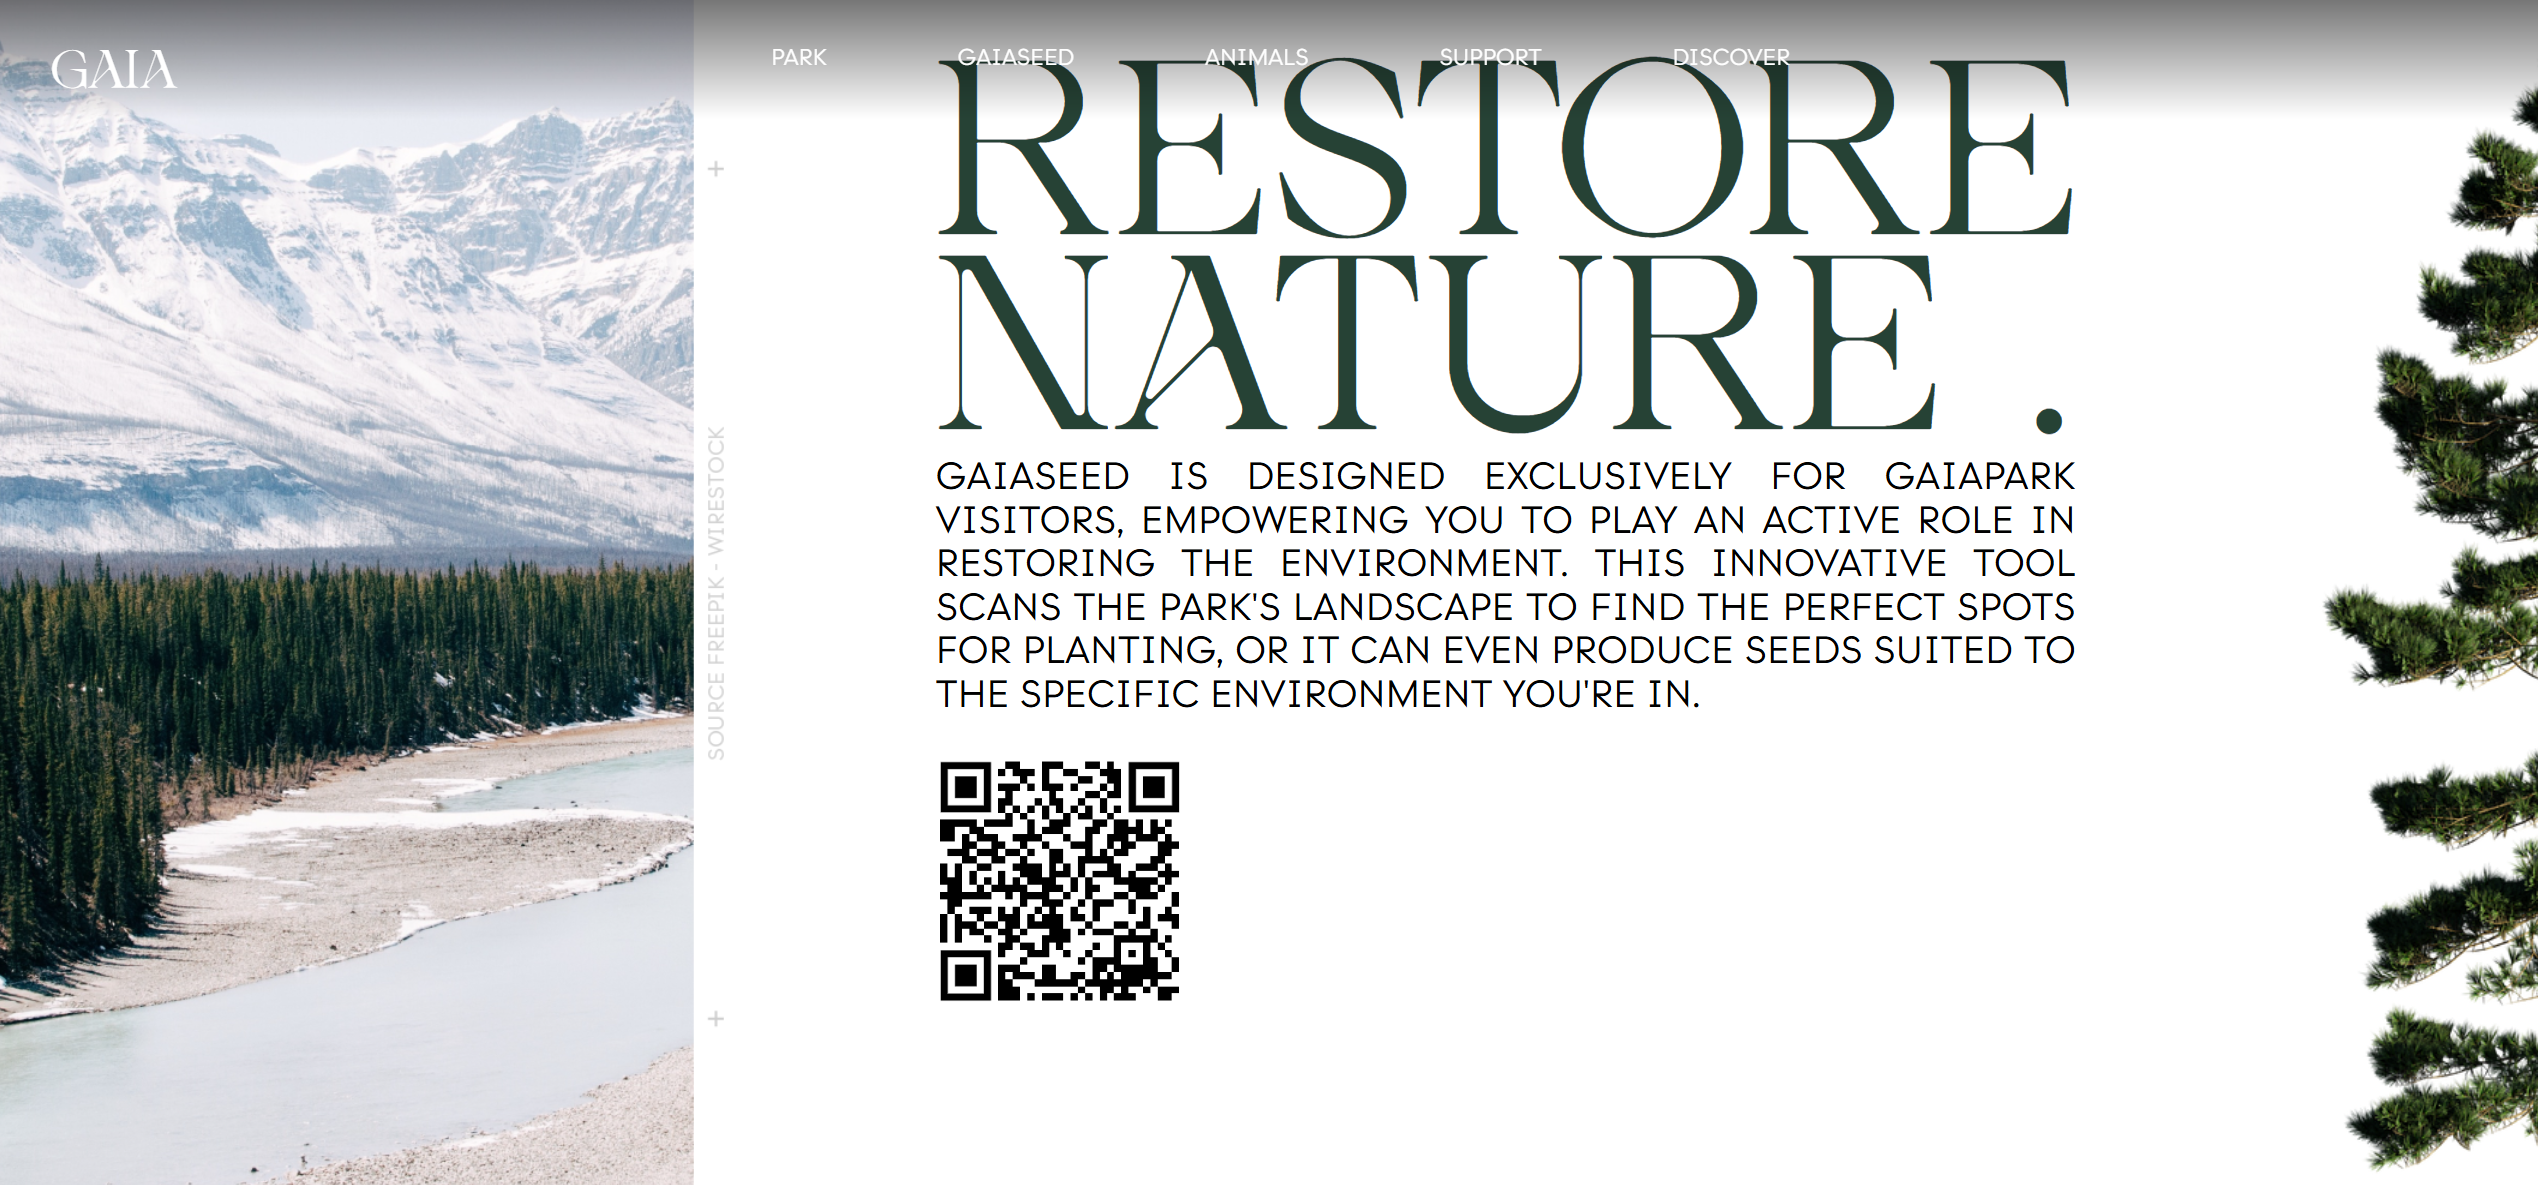 GAIA
PARK
GAIASEED
ANIMALS
SUPPORT
DISCOVER
RESTORE
NATURE .
GAIASEED IS DESIGNED EXCLUSIVELY FOR GAIAPARK
VISITORS, EMPOWERING YOU TO PLAY AN ACTIVE ROLE IN
RESTORING THE ENVIRONMENT. THIS INNOVATIVE TOOL
SCANS THE PARK'S LANDSCAPE TO FIND THE PERFECT SPOTS
FOR PLANTING, OR IT CAN EVEN PRODUCE SEEDS SUITED TO
THE SPECIFIC ENVIRONMENT YOU'RE IN.
+
SOURCE FREEPIK - WIRESTOCK
+